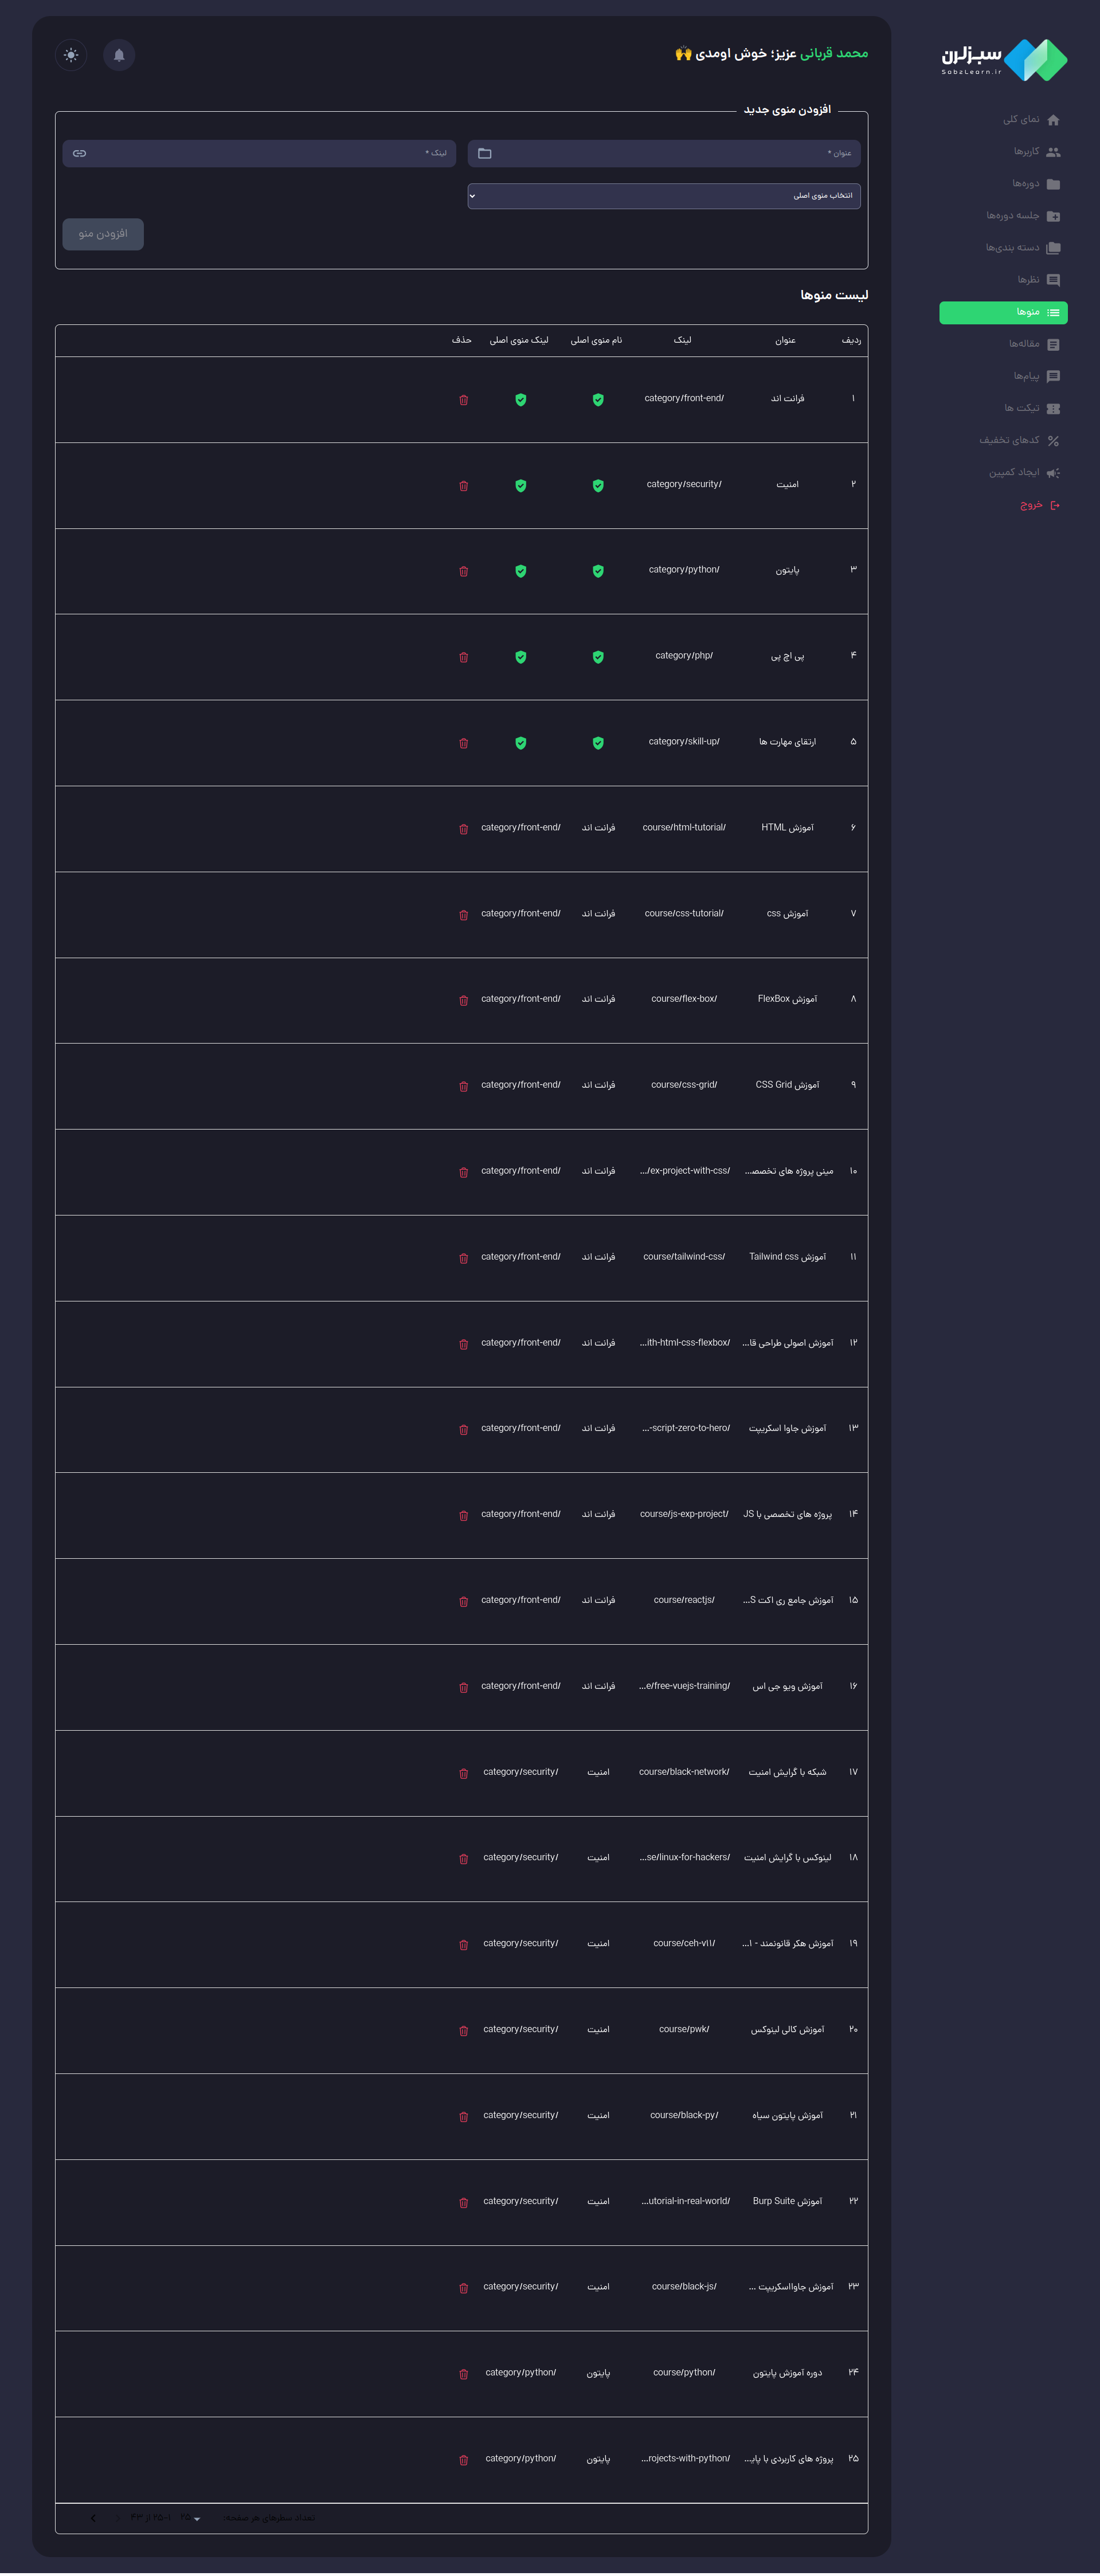 سبزلرن
SabzLearn.ir
نمای کلی
کاربرها
دوره‌ها
جلسه دوره‌ها
دسته بندی‌ها
نظرها
منوها
مقاله‌ها
پیام‌ها
تیکت ها
کدهای تخفیف
ایجاد کمپین
خروج
محمد قربانی عزیز؛ خوش اومدی 🙌
افزودن منوی جدید
عنوان *
لینک *
انتخاب منوی اصلی
افزودن منو
لیست منوها
ردیف عنوان لینک نام منوی اصلی لینک منوی اصلی حذف
۱ فرانت اند category/front-end/
۲ امنیت category/security/
۳ پایتون category/python/
۴ پی اچ پی category/php/
۵ ارتقای مهارت ها category/skill-up/
۶ آموزش HTML course/html-tutorial/ فرانت اند category/front-end/
۷ آموزش css course/css-tutorial/ فرانت اند category/front-end/
۸ آموزش FlexBox course/flex-box/ فرانت اند category/front-end/
۹ آموزش CSS Grid course/css-grid/ فرانت اند category/front-end/
۱۰ مینی پروژه های تخصصـ... ...ex-project-with-css/ فرانت اند category/front-end/
۱۱ آموزش Tailwind css course/tailwind-css/ فرانت اند category/front-end/
۱۲ آموزش اصولی طراحی قا... ...ith-html-css-flexbox/ فرانت اند category/front-end/
۱۳ آموزش جاوا اسکریپت ...-script-zero-to-hero/ فرانت اند category/front-end/
۱۴ پروژه های تخصصی با JS course/js-exp-project/ فرانت اند category/front-end/
۱۵ آموزش جامع ری اکت S... course/reactjs/ فرانت اند category/front-end/
۱۶ آموزش ویو جی اس ...e/free-vuejs-training/ فرانت اند category/front-end/
۱۷ شبکه با گرایش امنیت course/black-network/ امنیت category/security/
۱۸ لینوکس با گرایش امنیت ...se/linux-for-hackers/ امنیت category/security/
۱۹ آموزش هکر قانونمند - ۱... course/ceh-v۱۱/ امنیت category/security/
۲۰ آموزش کالی لینوکس course/pwk/ امنیت category/security/
۲۱ آموزش پایتون سیاه course/black-py/ امنیت category/security/
۲۲ آموزش Burp Suite ...utorial-in-real-world/ امنیت category/security/
۲۳ آموزش جاوااسکریپت ... course/black-js/ امنیت category/security/
۲۴ دوره آموزش پایتون course/python/ پایتون category/python/
۲۵ پروژه های کاربردی با پایـ... ...rojects-with-python/ پایتون category/python/
تعداد سطرهای هر صفحه: ۲۵ ۱–۲۵ از ۴۳